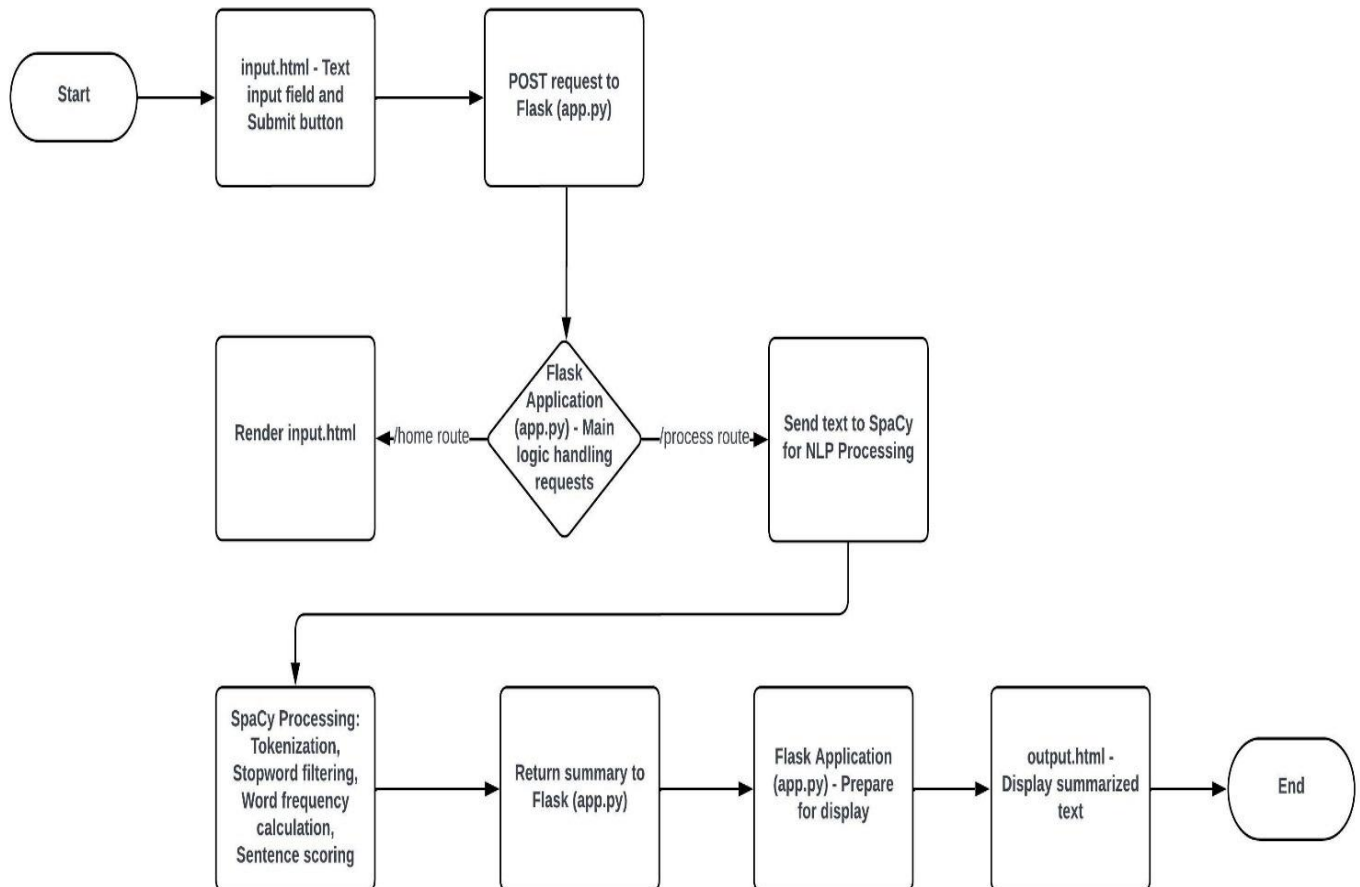 Start
input.html - Text
input field and
Submit button
POST request to
Flask (app.py)
Render input.html
/home route
Flask
Application
(app.py) - Main
logic handling
requests
/process route
Send text to SpaCy
for NLP Processing
SpaCy Processing:
Tokenization,
Stopword filtering,
Word frequency
calculation,
Sentence scoring
Return summary to
Flask (app.py)
Flask Application
(app.py) - Prepare
for display
output.html -
Display summarized
text
End